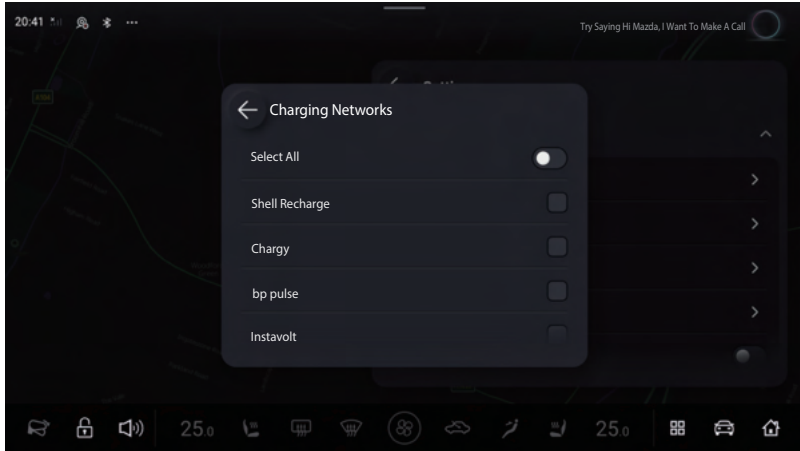 20:41
Try Saying Hi Mazda, I Want To Make A Call
Charging Networks
Select All
Shell Recharge
Chargy
bp pulse
Instavolt
25.0
25.0